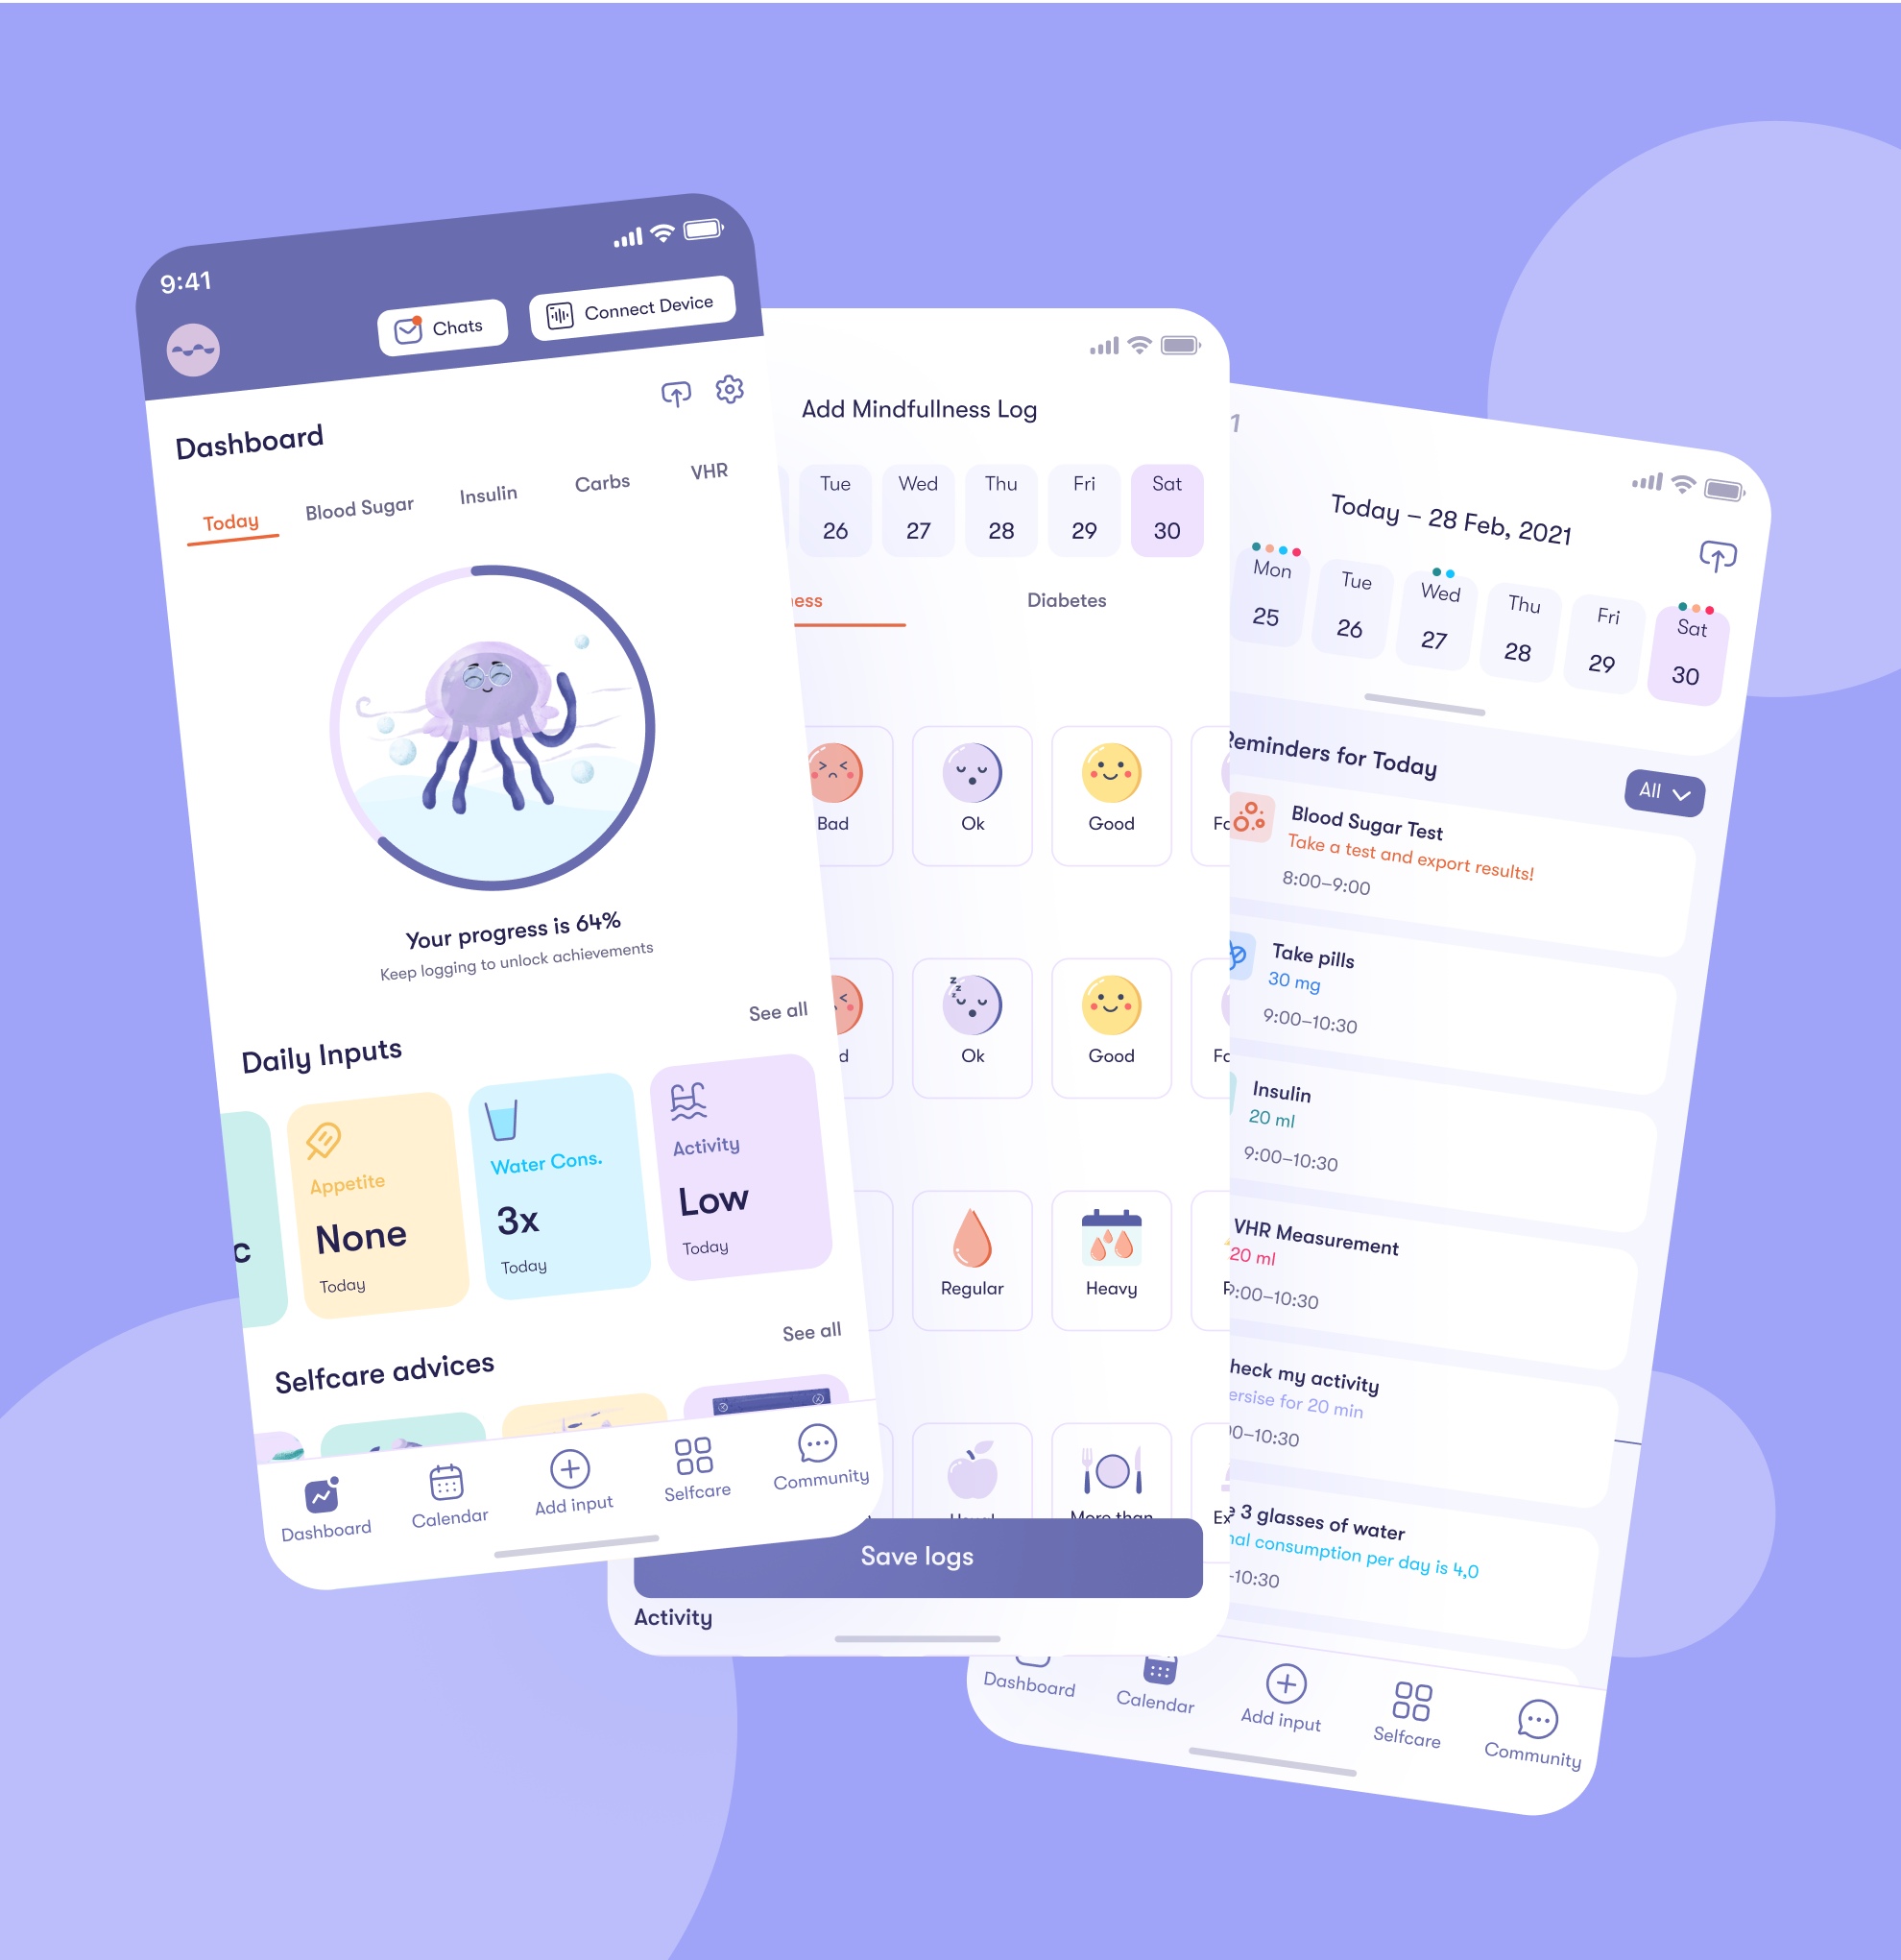 9:41
Chats
Connect Device
Dashboard
Today
Blood Sugar
Insulin
Carbs
VHR
Your progress is 64%
Keep logging to unlock achievements
See all
Daily Inputs
c
Appetite
None
Today
Water Cons.
3x
Today
Activity
Low
Today
See all
Selfcare advices
Dashboard
Calendar
Add input
Selfcare
Community
Add Mindfullness Log
Tue
26
Wed
27
Thu
28
Fri
29
Sat
30
ness
Diabetes
Bad
Ok
Good
Fa
z z z
d
Ok
Good
Fa
Regular
Heavy
More than
Ex
Save logs
Activity
1
Today – 28 Feb, 2021
Mon
25
Tue
26
Wed
27
Thu
28
Fri
29
Sat
30
Reminders for Today
All
Blood Sugar Test
Take a test and export results!
8:00–9:00
Take pills
30 mg
9:00–10:30
Insulin
20 ml
9:00–10:30
VHR Measurement
20 ml
9:00–10:30
heck my activity
ersise for 20 min
00–10:30
e 3 glasses of water
nal consumption per day is 4,0
–10:30
Dashboard
Calendar
Add input
Selfcare
Community